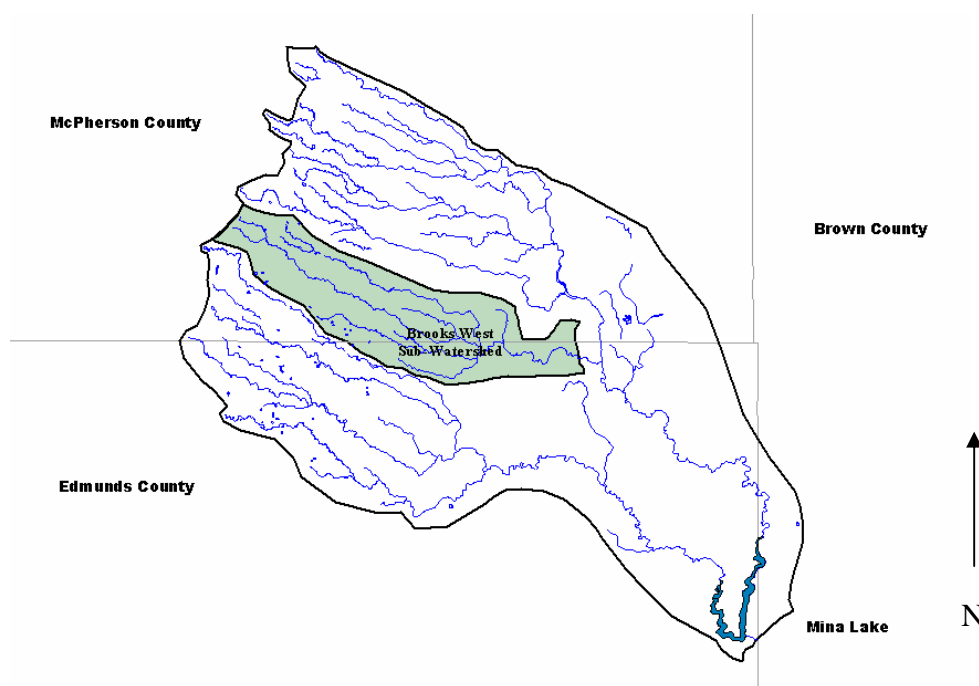 McPherson County
Brown County
Brooks West
Sub-Watershed
Edmunds County
Mina Lake
N